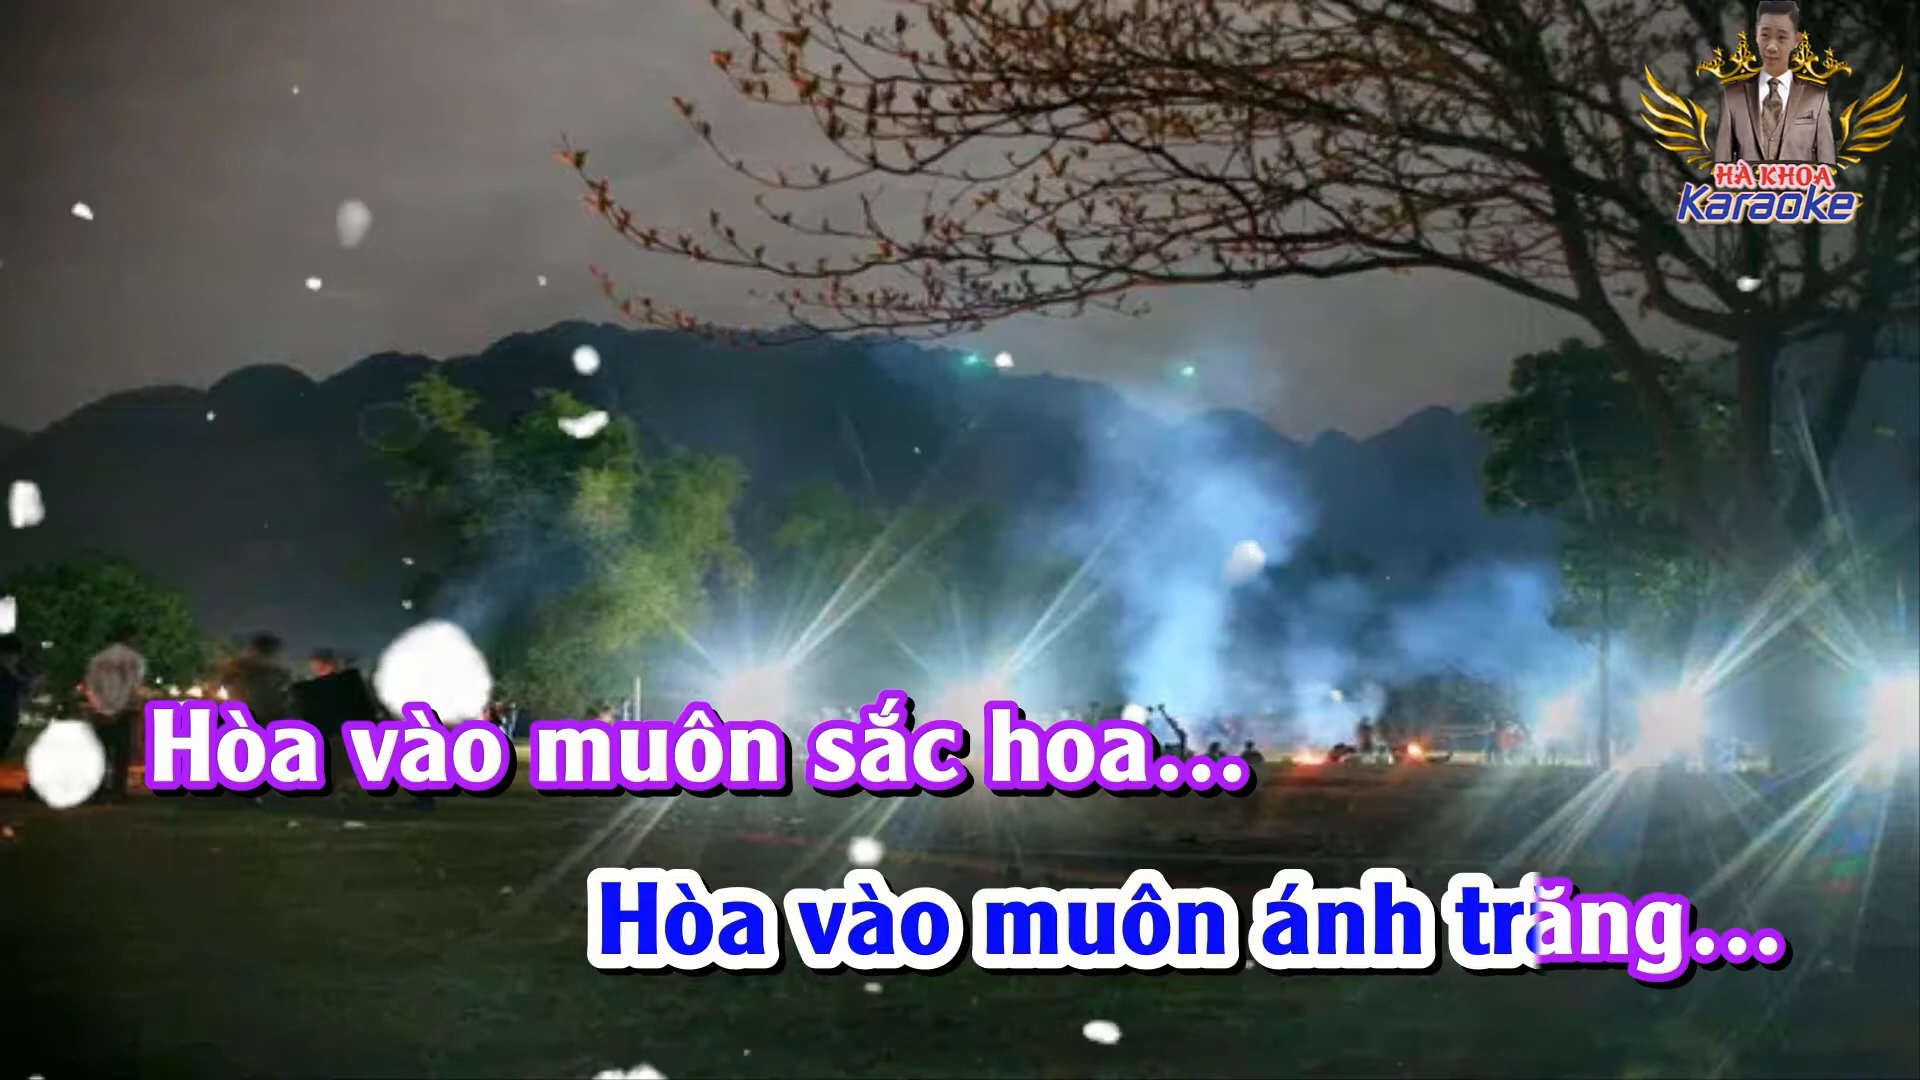 HÀ KHOA
Karaoke
Hòa vào muôn sắc hoa...
Hòa vào muôn ánh trăng...